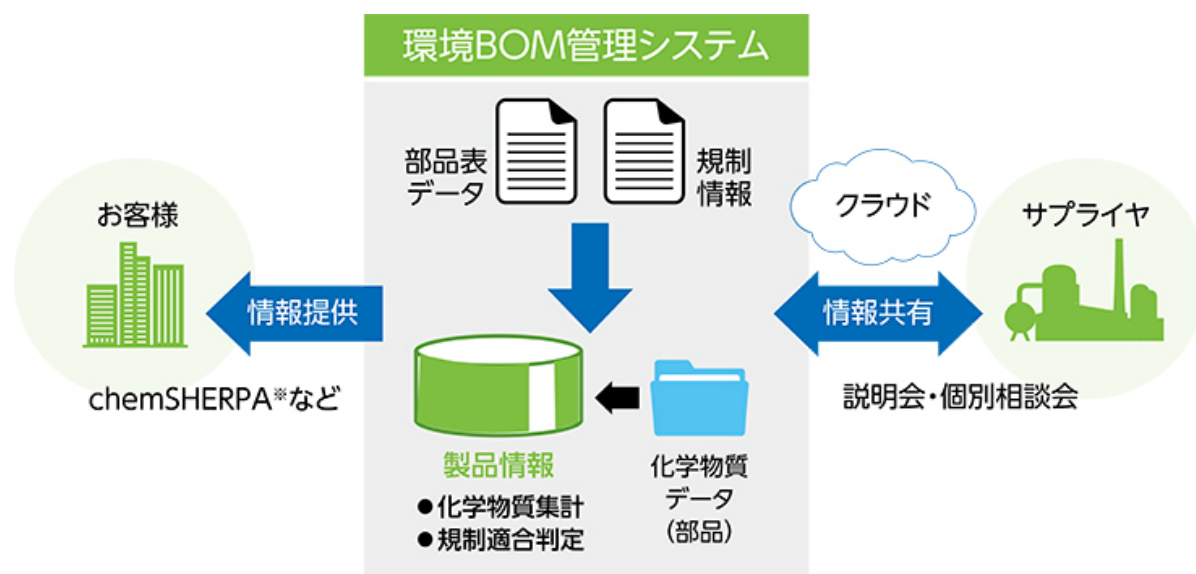 環境BOM管理システム
部品表
データ
規制
情報
お客様
情報提供
chemSHERPA※など
クラウド
サプライヤ
情報共有
説明会・個別相談会
製品情報
●化学物質集計
●規制適合判定
化学物質
データ
(部品)